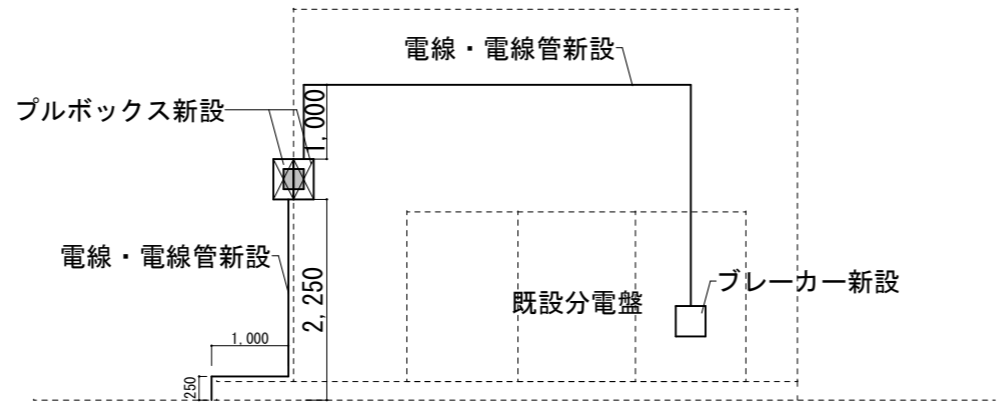 電線・電線管新設
プルボックス新設
1,000
電線・電線管新設
2,250
既設分電盤
ブレーカー新設
1,000
250